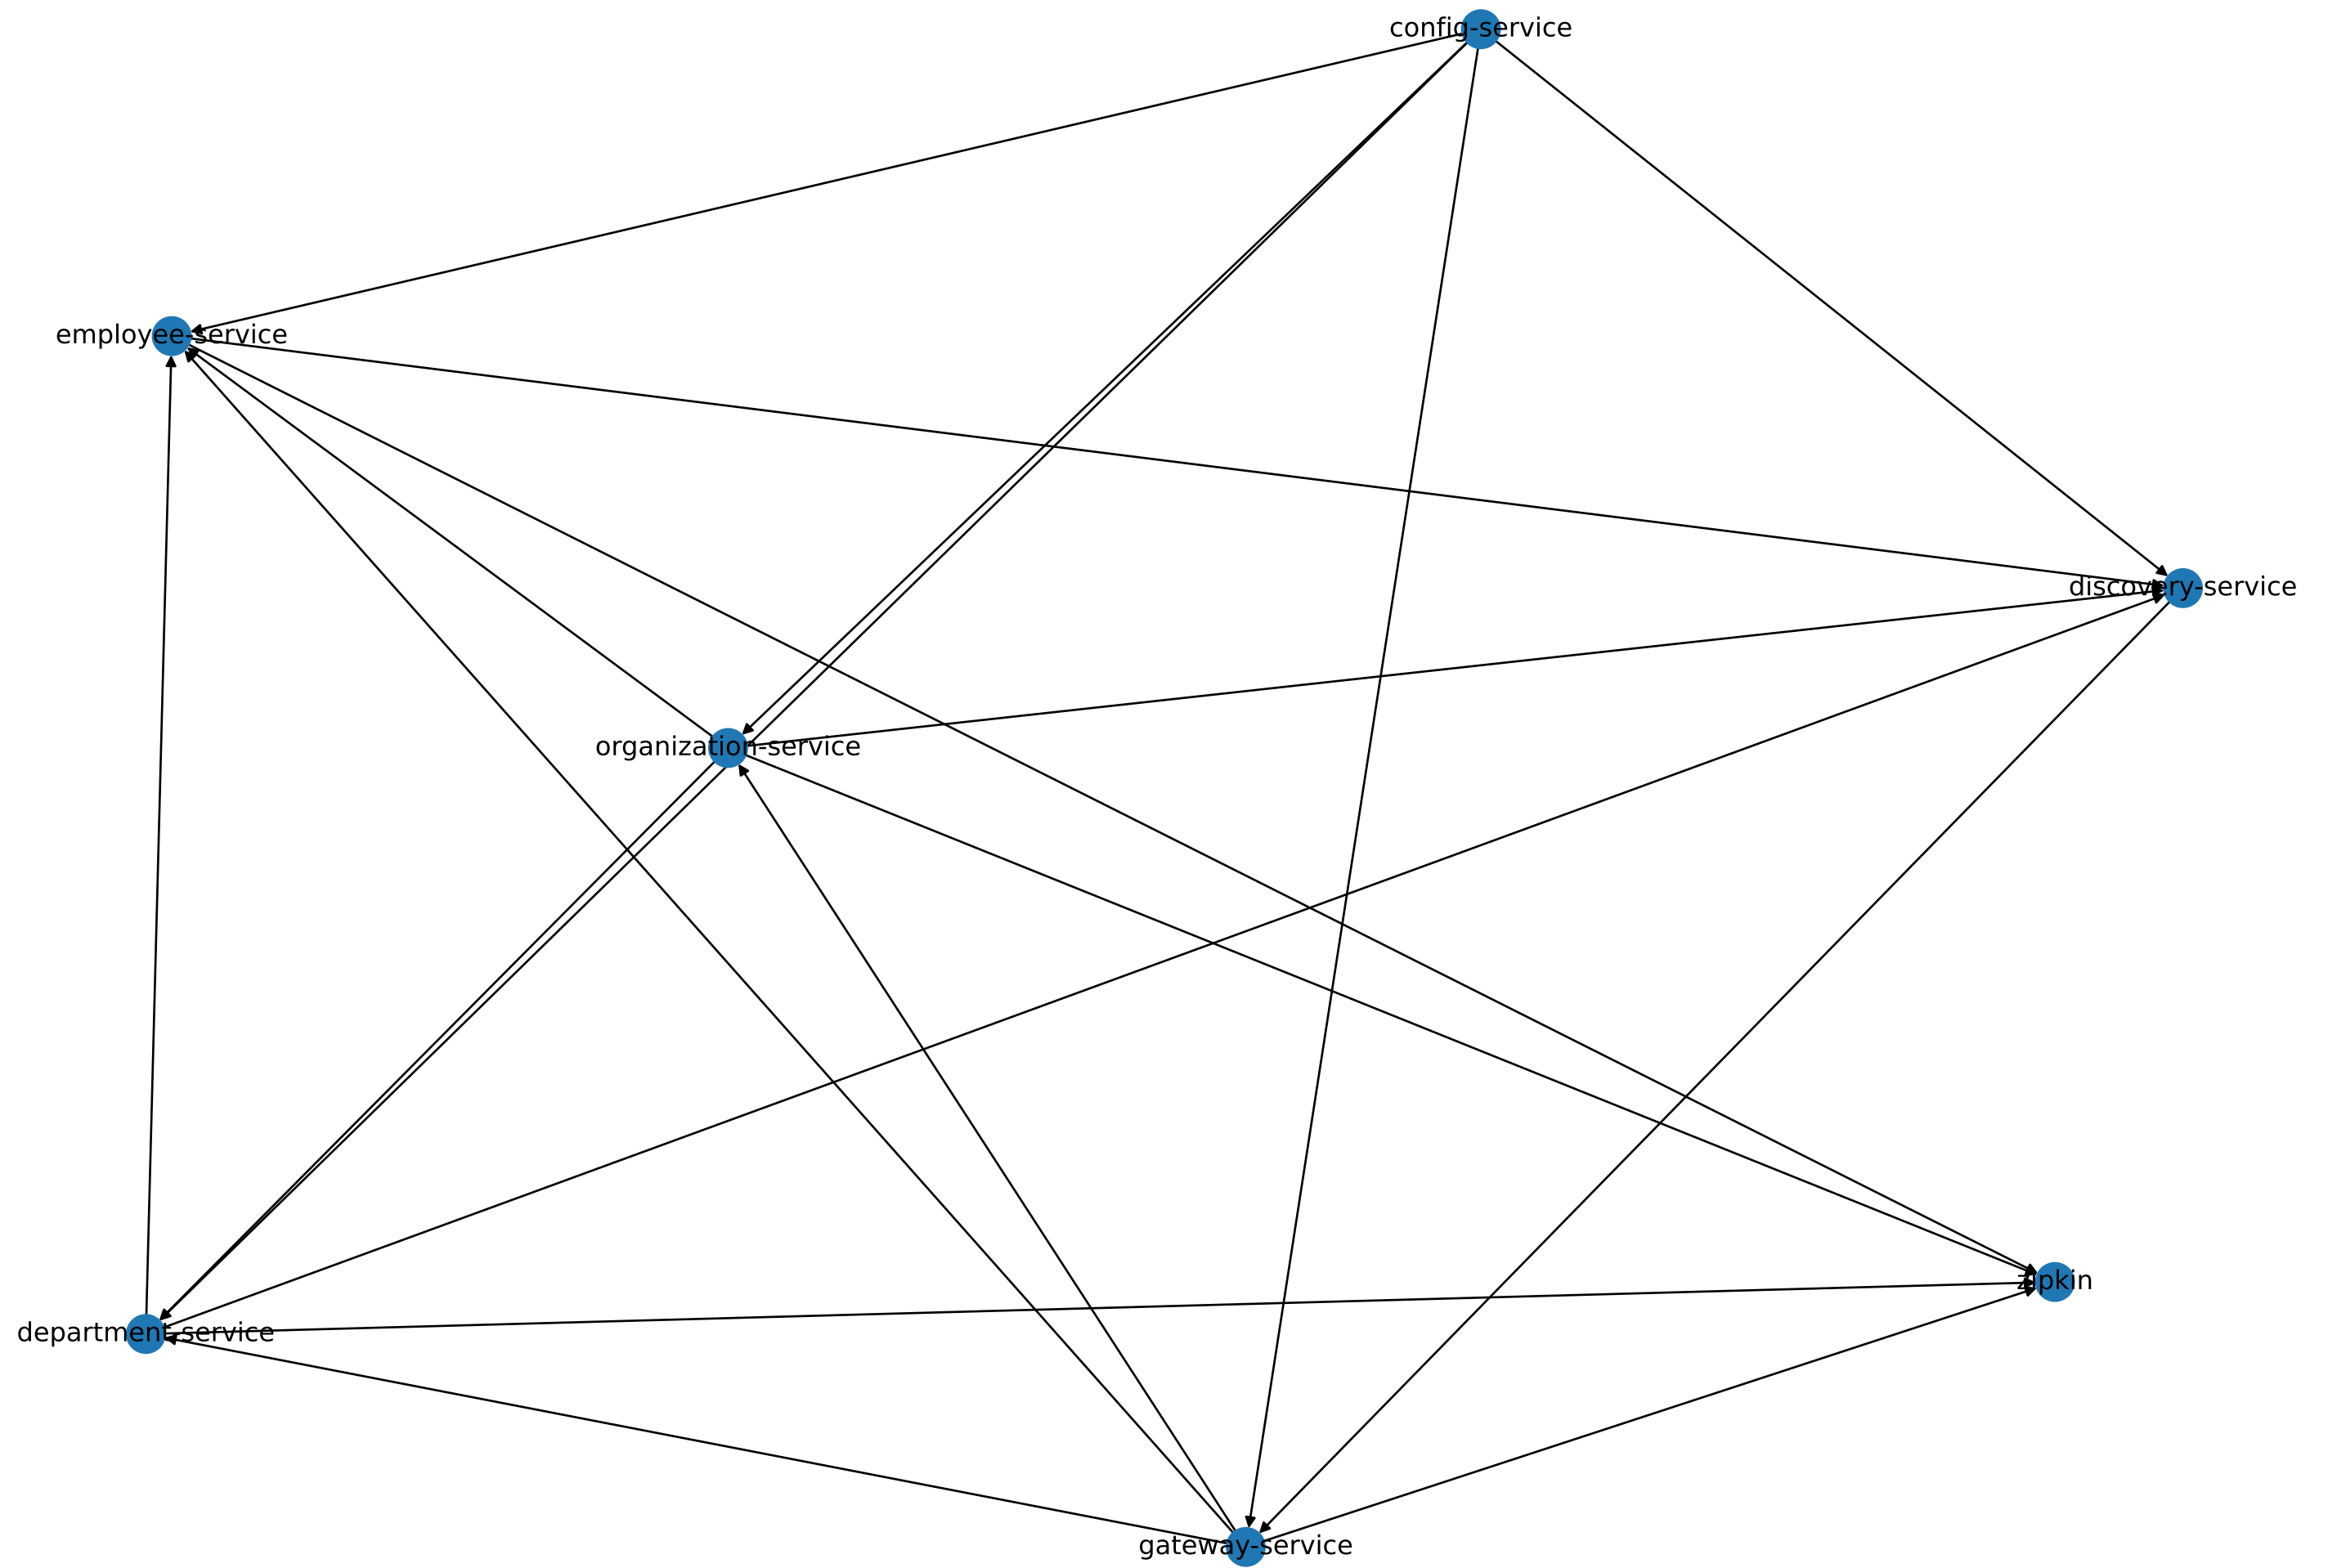 config-service
employee-service
discovery-service
organization-service
zipkin
department-service
gateway-service